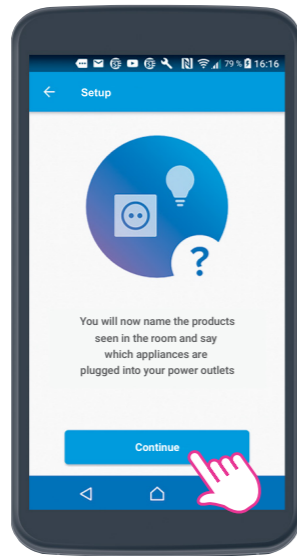 79 % 16:16
Setup
?
You will now name the products
seen in the room and say
which appliances are
plugged into your power outlets
Continue